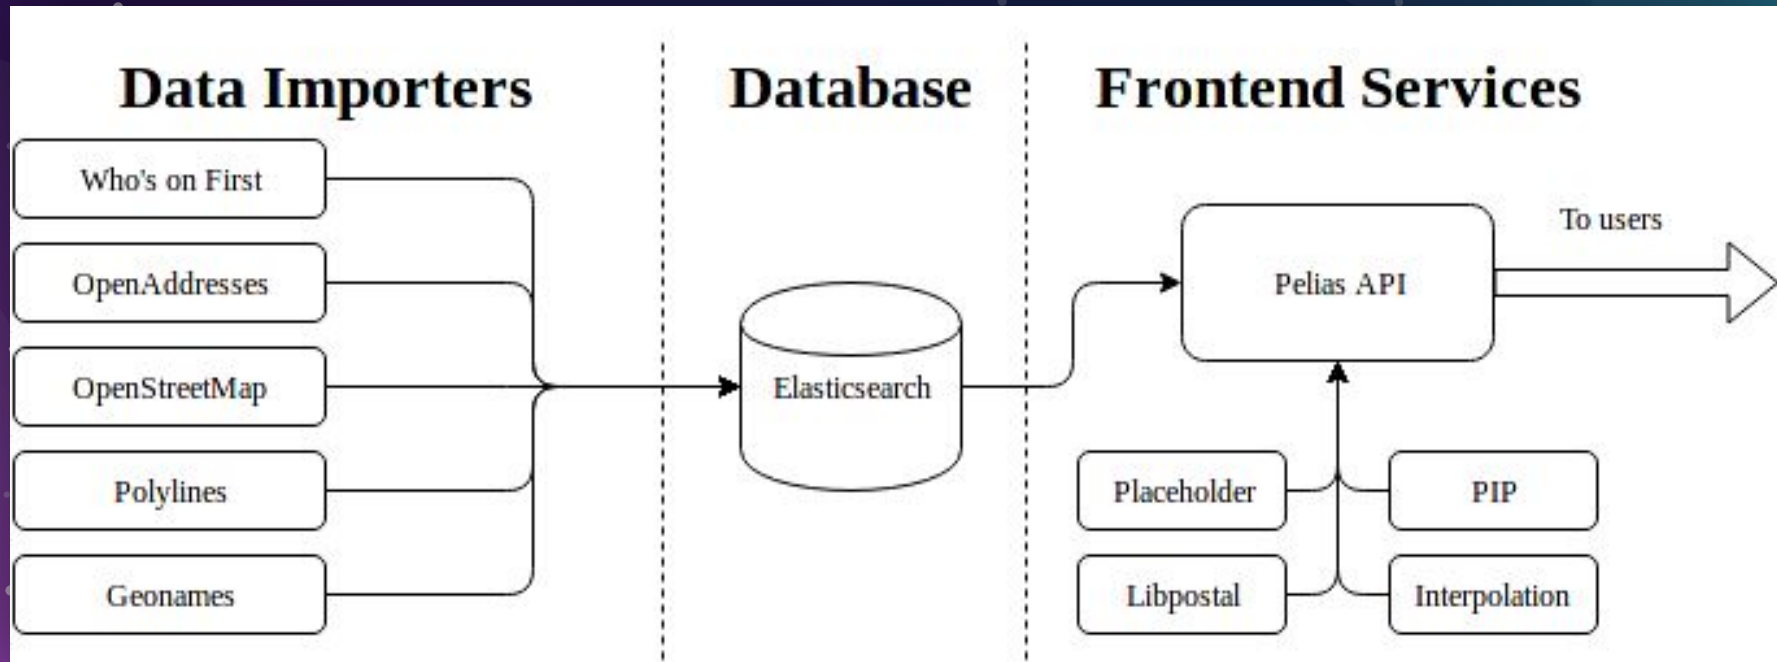 Data Importers
Database
Frontend Services
Who's on First
OpenAddresses
OpenStreetMap
Polylines
Geonames
Elasticsearch
Pelias API
To users
Placeholder
PIP
Libpostal
Interpolation